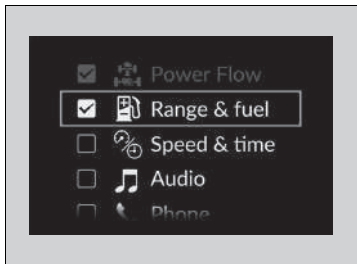 Power Flow
Range & fuel
Speed & time
Audio
Phone